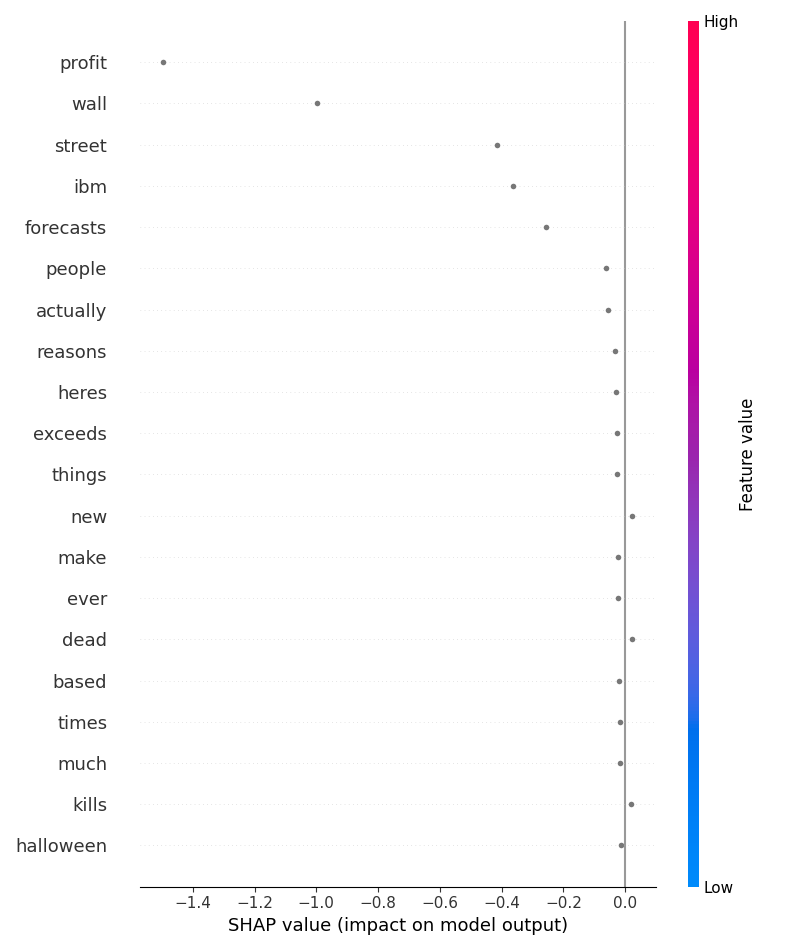 High
profit
wall
street
ibm
forecasts
people
actually
reasons
heres
exceeds
things
new
make
ever
dead
based
times
much
kills
halloween
Feature value
Low
−1.4 −1.2 −1.0 −0.8 −0.6 −0.4 −0.2 0.0
SHAP value (impact on model output)